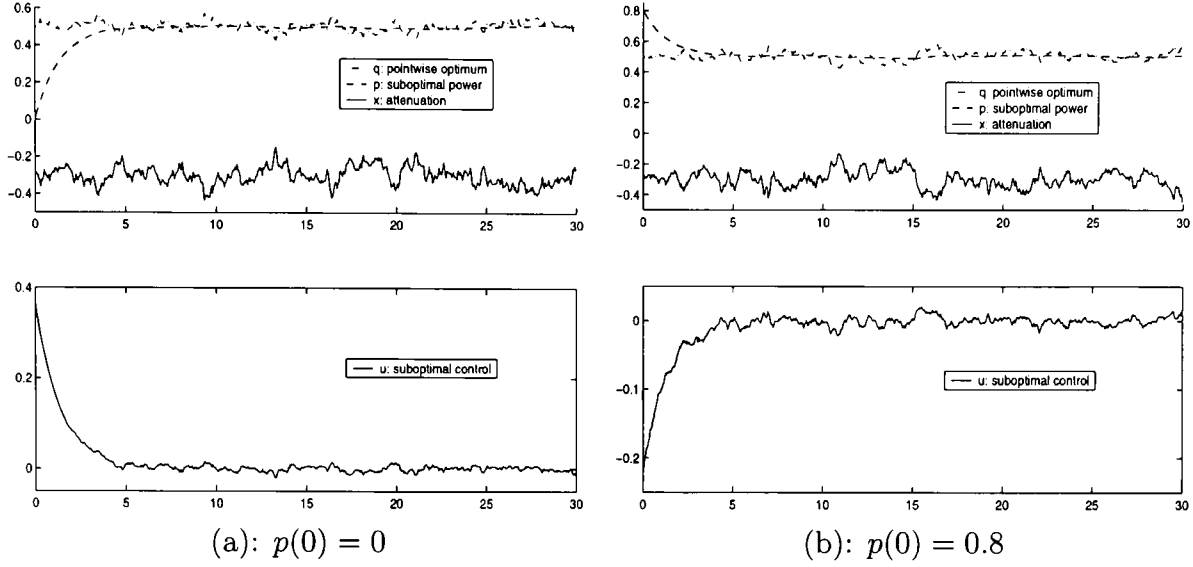 0.6
0.4
0.2
0
−0.2
−0.4
0 5 10 15 20 25 30
q: pointwise optimum
p: suboptimal power
x: attenuation
0.8
0.6
0.4
0.2
0
−0.2
−0.4
0 5 10 15 20 25 30
q: pointwise optimum
p: suboptimal power
x: attenuation
0.4
0.2
0
0 5 10 15 20 25 30
u: suboptimal control
0
−0.1
−0.2
0 5 10 15 20 25 30
u: suboptimal control
(a): p(0) = 0
(b): p(0) = 0.8